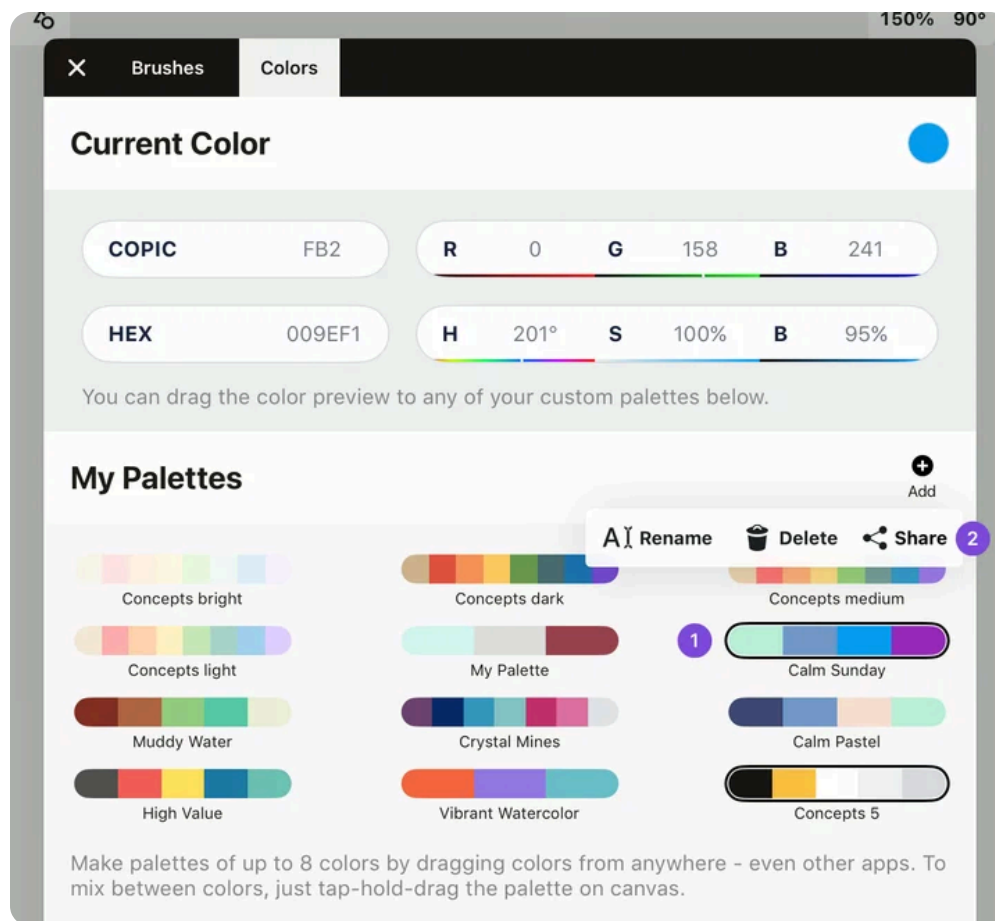 150% 90°
Brushes Colors
Current Color
COPIC FB2 R 0 G 158 B 241
HEX 009EF1 H 201° S 100% B 95%
You can drag the color preview to any of your custom palettes below.
My Palettes
Add
Rename Delete Share 2
Concepts bright Concepts dark Concepts medium
1
Concepts light My Palette Calm Sunday
Muddy Water Crystal Mines Calm Pastel
High Value Vibrant Watercolor Concepts 5
Make palettes of up to 8 colors by dragging colors from anywhere - even other apps. To
mix between colors, just tap-hold-drag the palette on canvas.